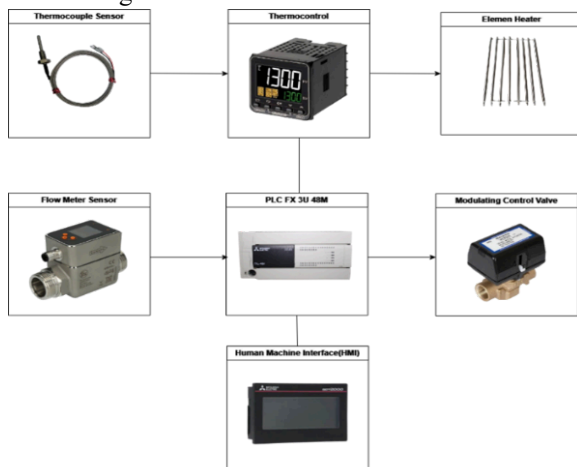 Thermocouple Sensor
Thermocontrol
Elemen Heater
1300
1300
Flow Meter Sensor
PLC FX 3U 48M
Modulating Control Valve
Human Machine Interface(HMI)